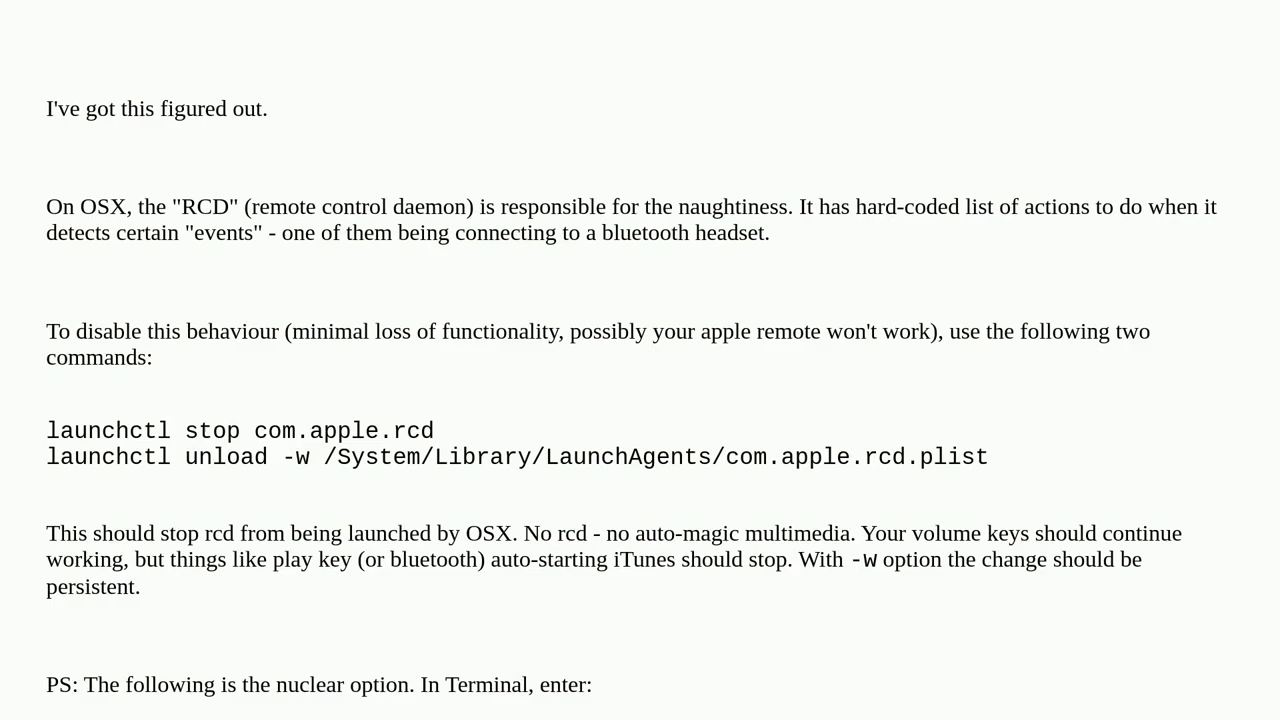 I've got this figured out.
On OSX, the "RCD" (remote control daemon) is responsible for the naughtiness. It has hard-coded list of actions to do when it
detects certain "events" - one of them being connecting to a bluetooth headset.
To disable this behaviour (minimal loss of functionality, possibly your apple remote won't work), use the following two
commands:
launchctl stop com.apple.rcd
launchctl unload -w /System/Library/LaunchAgents/com.apple.rcd.plist
This should stop rcd from being launched by OSX. No rcd - no auto-magic multimedia. Your volume keys should continue
working, but things like play key (or bluetooth) auto-starting iTunes should stop. With -w option the change should be
persistent.
PS: The following is the nuclear option. In Terminal, enter: